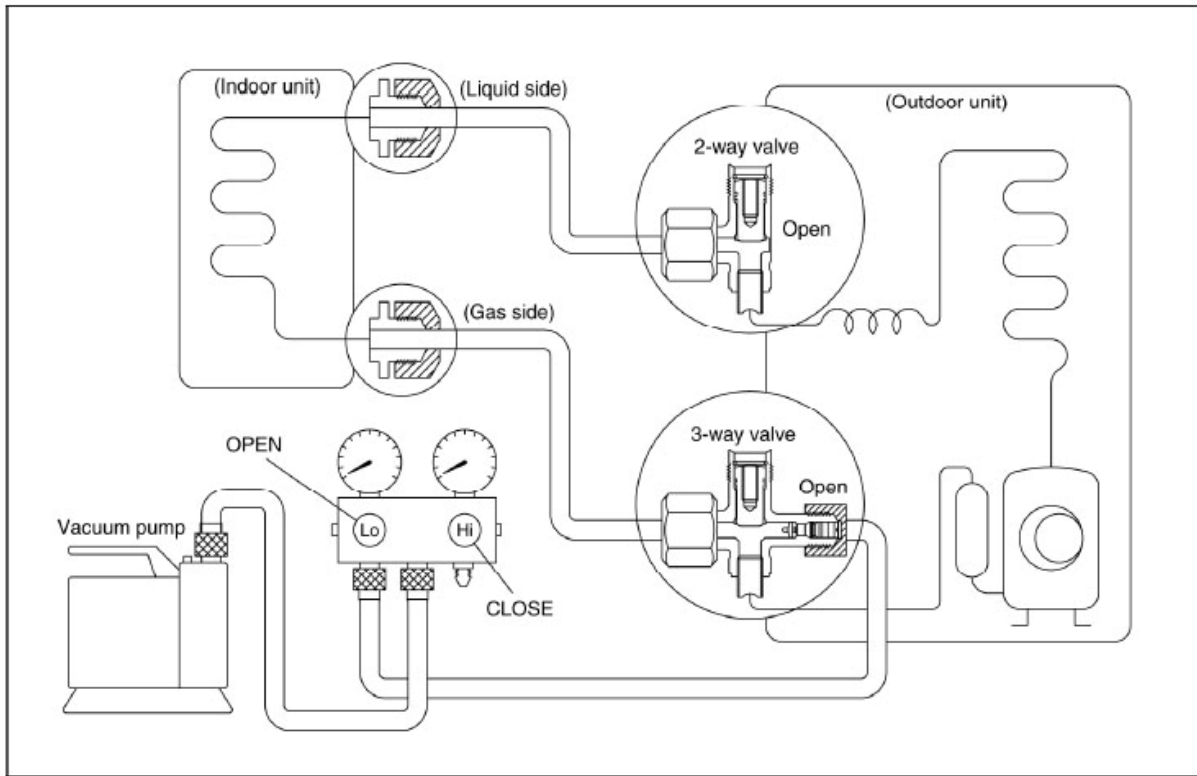 (Indoor unit)
(Liquid side)
(Outdoor unit)
2-way valve
Open
(Gas side)
3-way valve
Open
OPEN
Lo
Hi
CLOSE
Vacuum pump